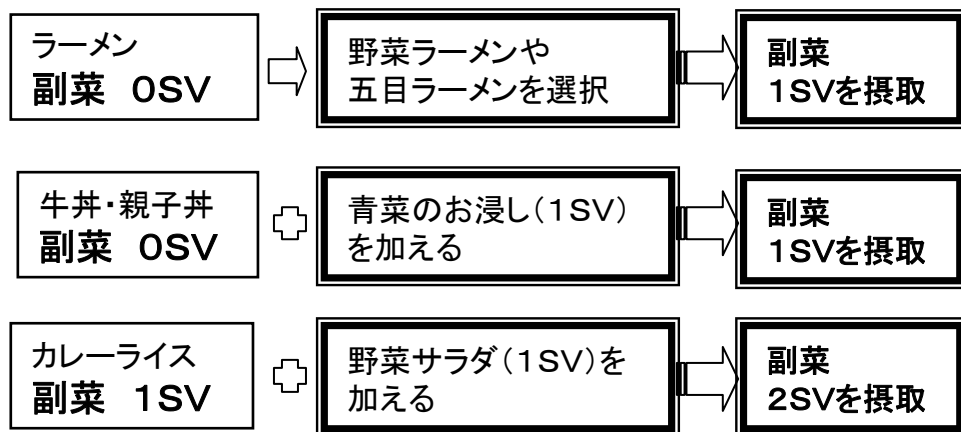 ラーメン
副菜　0SV
野菜ラーメンや
五目ラーメンを選択
副菜
1SVを摂取
牛丼・親子丼
副菜　0SV
青菜のお浸し(1SV)
を加える
副菜
1SVを摂取
カレーライス
副菜　1SV
野菜サラダ(1SV)を
加える
副菜
2SVを摂取